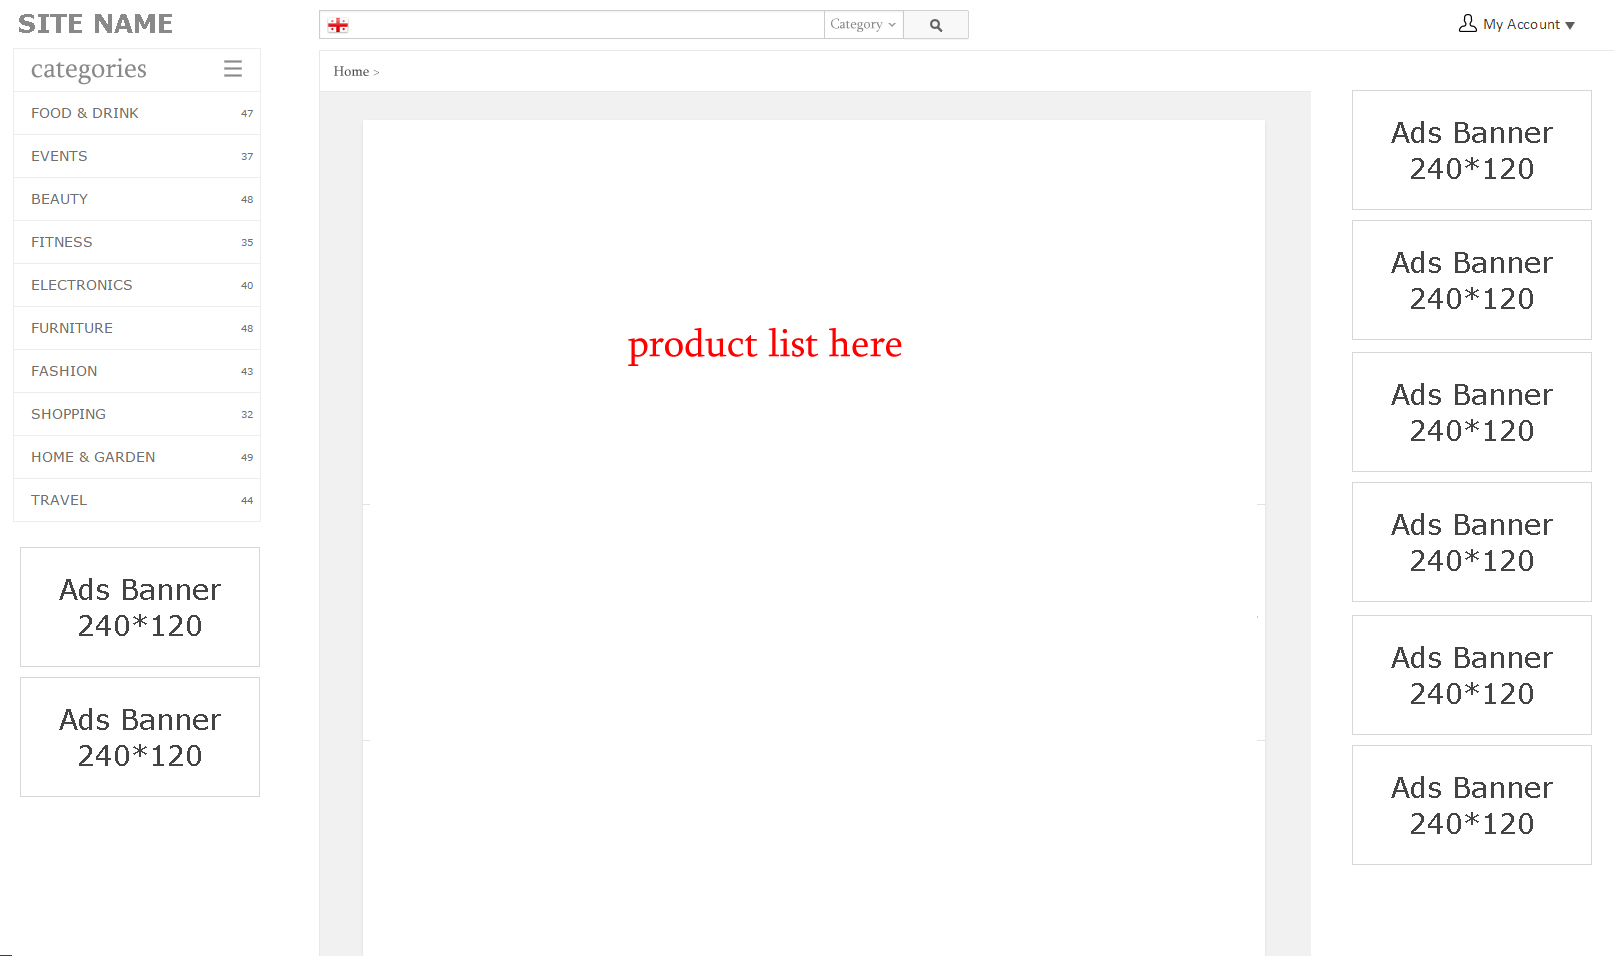 SITE NAME
Category
My Account
categories
Home >
FOOD & DRINK 47
EVENTS 37
BEAUTY 48
FITNESS 35
ELECTRONICS 40
FURNITURE 48
FASHION 43
SHOPPING 32
HOME & GARDEN 49
TRAVEL 44
Ads Banner
240*120
Ads Banner
240*120
product list here
Ads Banner
240*120
Ads Banner
240*120
Ads Banner
240*120
Ads Banner
240*120
Ads Banner
240*120
Ads Banner
240*120